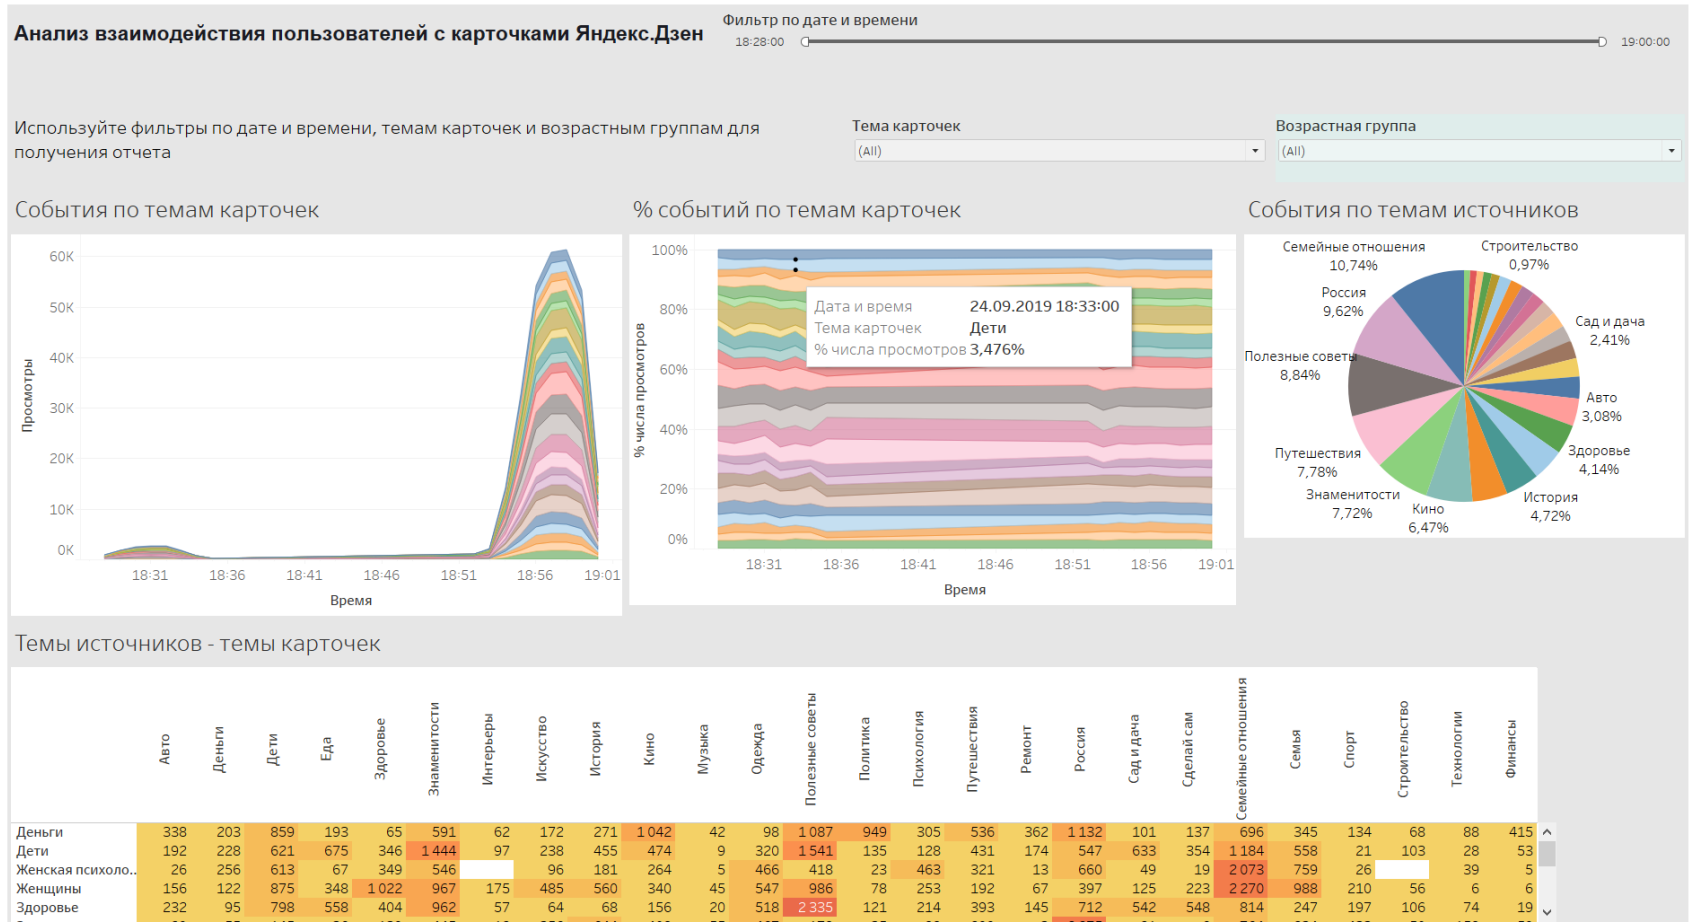 Анализ взаимодействия пользователей с карточками Яндекс.Дзен
Фильтр по дате и времени
18:28:00
19:00:00
Используйте фильтры по дате и времени, темам карточек и возрастным группам для
получения отчета
Тема карточек
(All)
Возрастная группа
(All)
События по темам карточек
60K
50K
40K
30K
20K
10K
0K
Просмотры
18:31 18:36 18:41 18:46 18:51 18:56 19:01
Время
% событий по темам карточек
100%
80%
60%
40%
20%
0%
% числа просмотров
Дата и время 24.09.2019 18:33:00
Тема карточек Дети
% числа просмотров 3,476%
18:31 18:36 18:41 18:46 18:51 18:56 19:01
Время
События по темам источников
Семейные отношения
10,74%
Строительство
0,97%
Россия
9,62%
Сад и дача
2,41%
Полезные советы
8,84%
Авто
3,08%
Путешествия
7,78%
Здоровье
4,14%
Знаменитости
7,72%
Кино
6,47%
История
4,72%
Темы источников - темы карточек
Авто Деньги Дети Еда Здоровье Знаменитости Интерьеры Искусство История Кино Музыка Одежда Полезные советы Политика Психология Путешествия Ремонт Россия Сад и дача Сделай сам Семейные отношения Семья Спорт Строительство Технологии Финансы
Деньги 338 203 859 193 65 591 62 172 271 1 042 42 98 1 087 949 305 536 362 1 132 101 137 696 345 134 68 88 415
Дети 192 228 621 675 346 1 444 97 238 455 474 9 320 1 541 135 128 431 174 547 633 354 1 184 558 21 103 28 53
Женская психоло.. 26 256 613 67 349 546 96 181 264 5 466 418 23 463 321 13 660 49 19 2 073 759 26 39 5
Женщины 156 122 875 348 1 022 967 175 485 560 340 45 547 986 78 253 192 67 397 125 223 2 270 988 210 56 6 6
Здоровье 232 95 798 558 404 962 57 64 68 156 20 518 2 335 121 214 393 145 712 542 548 814 247 197 106 74 19